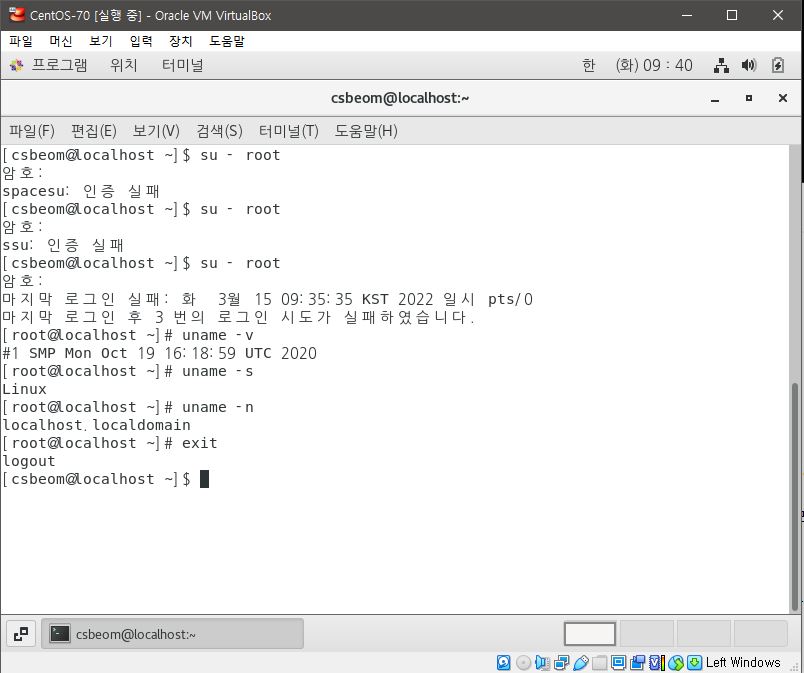 CentOS-70 [실행 중] - Oracle VM VirtualBox
파일 머신 보기 입력 장치 도움말
프로그램 위치 터미널 한 (화) 09 : 40
csbeom@localhost:~
파일(F) 편집(E) 보기(V) 검색(S) 터미널(T) 도움말(H)
[csbeom@localhost ~]$ su - root
암호:
spacesu: 인증 실패
[csbeom@localhost ~]$ su - root
암호:
ssu: 인증 실패
[csbeom@localhost ~]$ su - root
암호:
마지막 로그인 실패: 화 3월 15 09:35:35 KST 2022 일시 pts/0
마지막 로그인 후 3 번의 로그인 시도가 실패하였습니다.
[root@localhost ~]# uname -v
#1 SMP Mon Oct 19 16:18:59 UTC 2020
[root@localhost ~]# uname -s
Linux
[root@localhost ~]# uname -n
localhost.localdomain
[root@localhost ~]# exit
logout
[csbeom@localhost ~]$
csbeom@localhost:~
Left Windows